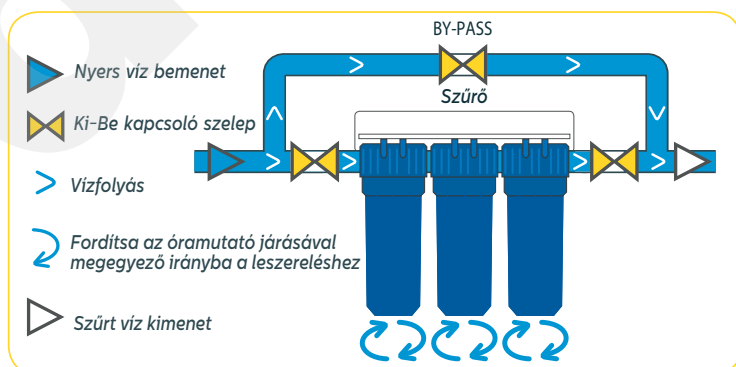 BY-PASS
Nyers víz bemenet
Szűrő
Ki-Be kapcsoló szelep
Vízfolyás
Fordítsa az óramutató járásával
megegyező irányba a leszereléshez
Szűrt víz kimenet